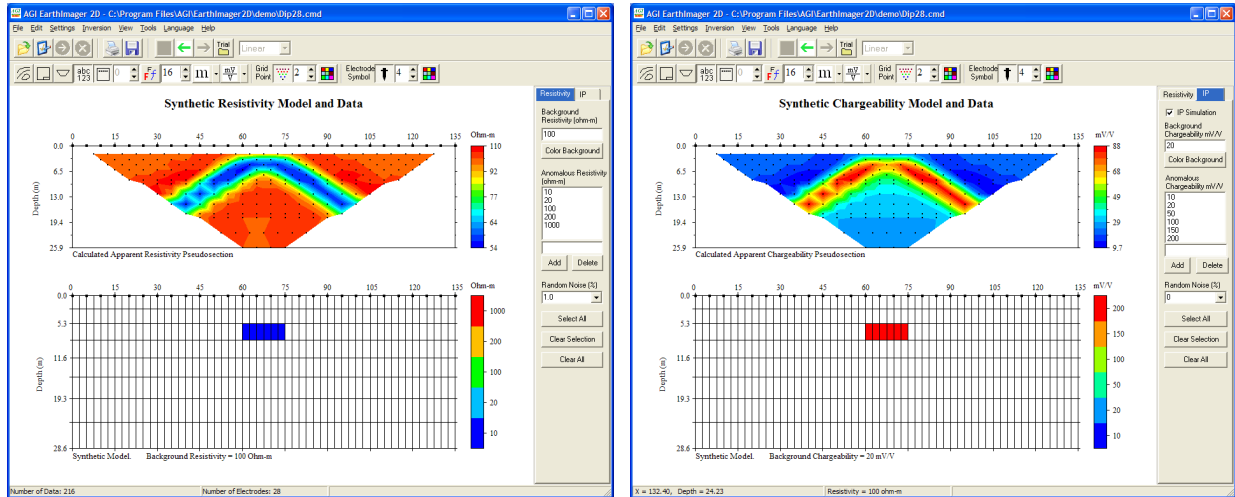 AGI EarthImager 2D - C:\Program Files\AGI\EarthImager2D\demo\Dip28.cmd
File Edit Settings Inversion View Tools Language Help
Trial
Linear
abc
123
0
F
16
m
mV
V
Grid
Point
2
Electrode
Symbol
4
Synthetic Resistivity Model and Data
0 15 30 45 60 75 90 105 120 135 Ohm-m
0.0
6.5
13.0
19.4
25.9
Depth (m)
110
92
77
64
54
Calculated Apparent Resistivity Pseudosection
0 15 30 45 60 75 90 105 120 135 Ohm-m
0.0
5.3
11.6
19.3
28.6
Depth (m)
1000
200
100
20
10
Synthetic Model. Background Resistivity = 100 Ohm-m
Resistivity IP
Background
Resistivity (ohm-m)
100
Color Background
Anomalous Resistivity
(ohm-m)
10
20
100
200
1000
Add Delete
Random Noise (%)
1.0
Select All
Clear Selection
Clear All
Number of Data: 216 Number of Electrodes: 28
AGI EarthImager 2D - C:\Program Files\AGI\EarthImager2D\demo\Dip28.cmd
File Edit Settings Inversion View Tools Language Help
Trial
Linear
abc
123
0
F
16
m
mV
V
Grid
Point
2
Electrode
Symbol
4
Synthetic Chargeability Model and Data
0 15 30 45 60 75 90 105 120 135 mV/V
0.0
6.5
13.0
19.4
25.9
Depth (m)
88
68
49
29
9.7
Calculated Apparent Chargeability Pseudosection
0 15 30 45 60 75 90 105 120 135 mV/V
0.0
5.3
11.6
19.3
28.6
Depth (m)
200
150
100
50
20
10
Synthetic Model. Background Chargeability = 20 mV/V
Resistivity IP
IP Simulation
Background
Chargeability mV/V
20
Color Background
Anomalous
Chargeability mV/V
10
20
50
100
150
200
Add Delete
Random Noise (%)
0
Select All
Clear Selection
Clear All
X = 132.40, Depth = 24.23 Resistivity = 100 ohm-m